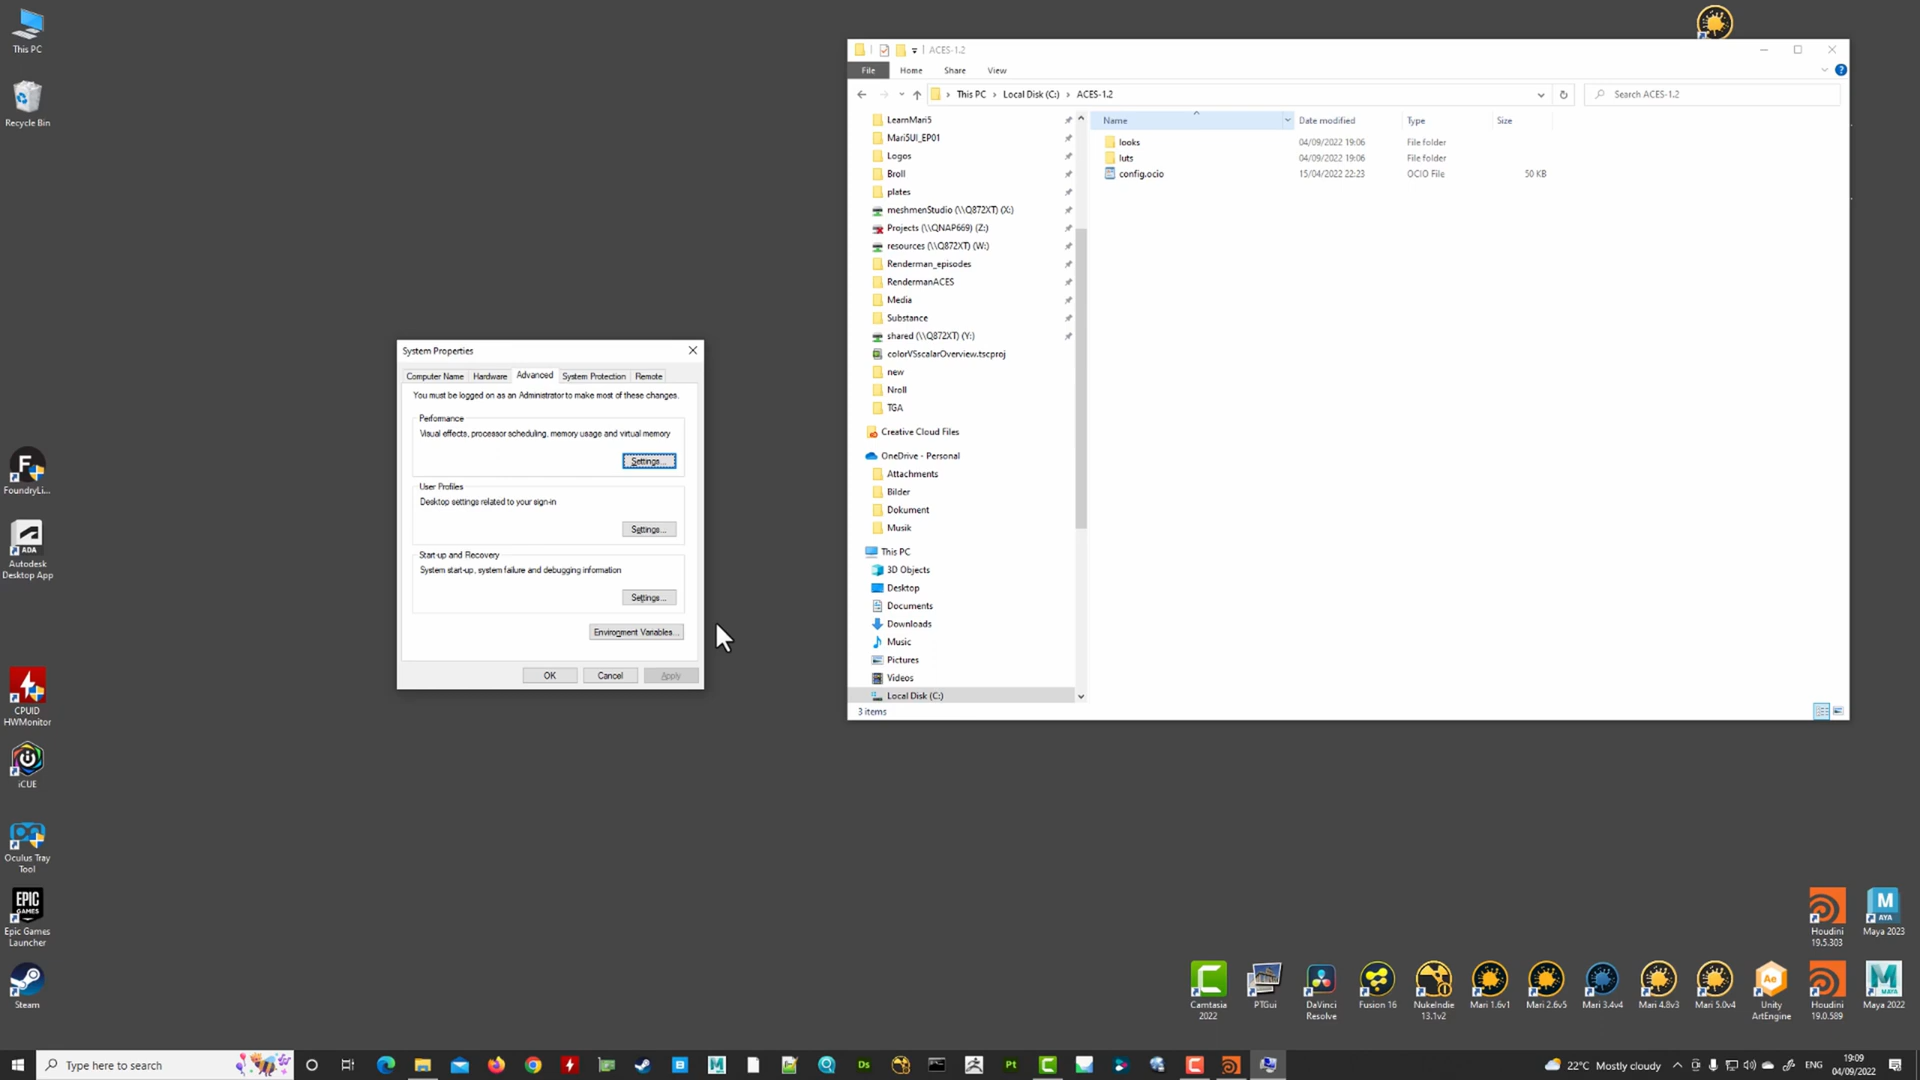 This PC
Recycle Bin
FoundryLi...
ADA
Autodesk
Desktop App
CPUID
HWMonitor
iCUE
Oculus Tray
Tool
EPIC
GAMES
Epic Games
Launcher
Steam
System Properties
Computer Name
Hardware
Advanced
System Protection
Remote
You must be logged on as an Administrator to make most of these changes.
Performance
Visual effects, processor scheduling, memory usage and virtual memory
Settings...
User Profiles
Desktop settings related to your sign-in
Settings...
Start-up and Recovery
System start-up, system failure and debugging information
Settings...
Environment Variables...
OK
Cancel
Apply
ACES-1.2
File
Home
Share
View
This PC
Local Disk (C:)
ACES-1.2
Search ACES-1.2
LearnMari5
Mari5UI_EP01
Logos
Broll
plates
meshmenStudio (\\Q872XT) (X:)
Projects (\\QNAP669) (Z:)
resources (\\Q872XT) (W:)
Renderman_episodes
RendermanACES
Media
Substance
shared (\\Q872XT) (Y:)
colorVSscalarOverview.tscproj
new
Nroll
TGA
Creative Cloud Files
OneDrive - Personal
Attachments
Bilder
Dokument
Musik
This PC
3D Objects
Desktop
Documents
Downloads
Music
Pictures
Videos
Local Disk (C:)
3 items
Name Date modified Type Size
looks 04/09/2022 19:06 File folder
luts 04/09/2022 19:06 File folder
config.ocio 15/04/2022 22:23 OCIO File 50 KB
Houdini
19.5.303
M
AYA
Maya 2023
Camtasia
2022
PTGui
DaVinci
Resolve
Fusion 16
NukeIndie
13.1v2
Mari 1.6v1
Mari 2.6v5
Mari 3.4v4
Mari 4.8v3
Mari 5.0v4
Ae
Unity
ArtEngine
Houdini
19.0.589
Maya 2022
Type here to search
Ds
Pt
22°C Mostly cloudy
ENG
19:09
04/09/2022